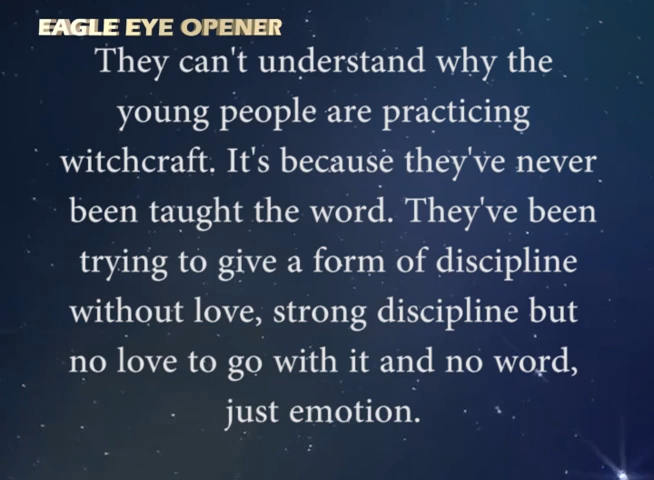 EAGLE EYE OPENER
They can't understand why the
young people are practicing
witchcraft. It's because they've never
been taught the word. They've been
trying to give a form of discipline
without love, strong discipline but
no love to go with it and no word,
just emotion.